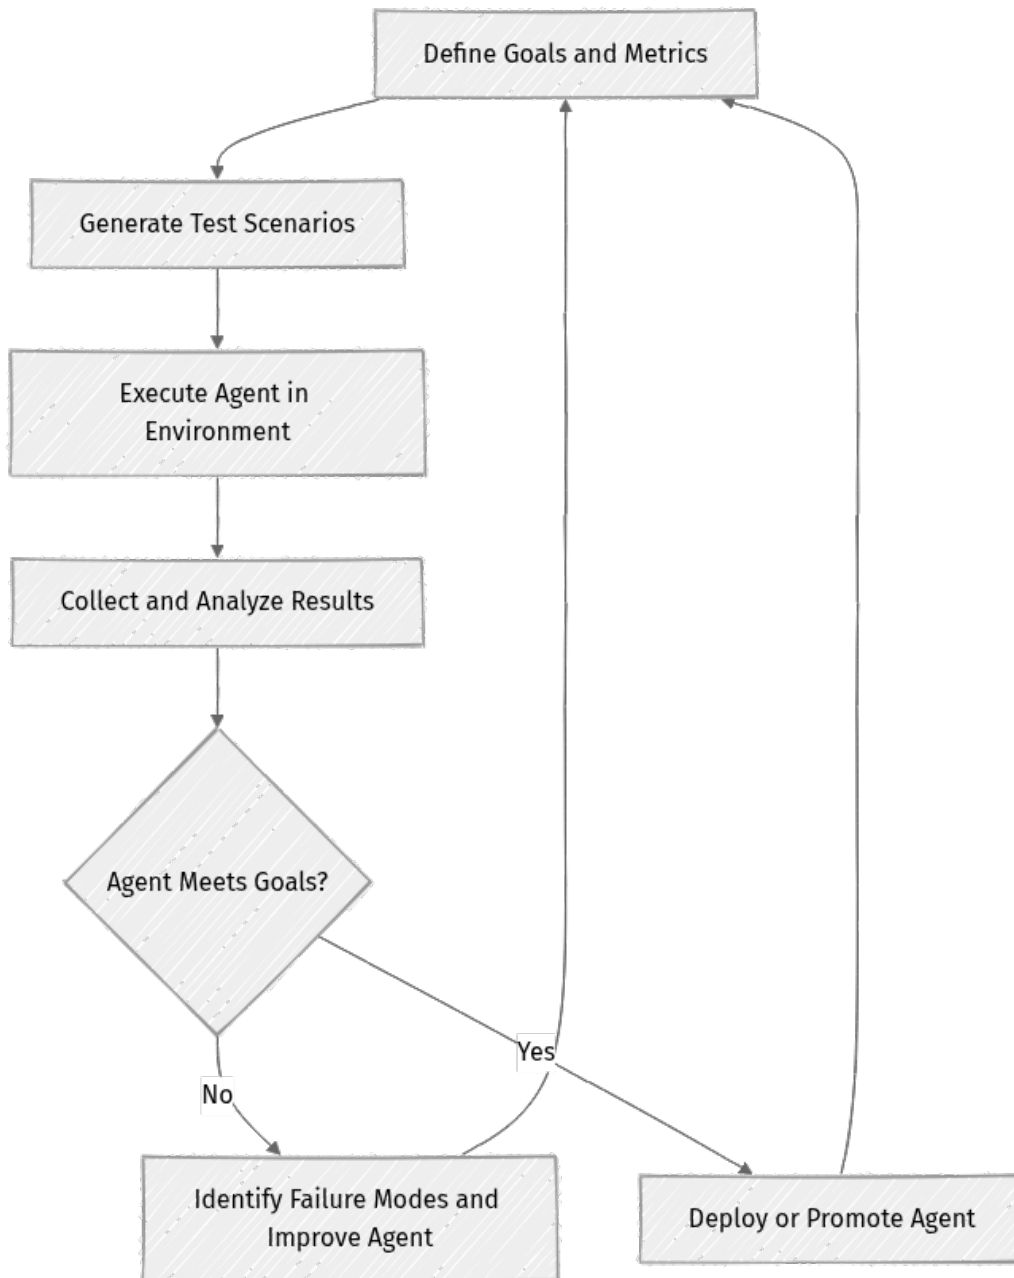 Define Goals and Metrics
Generate Test Scenarios
Execute Agent in
Environment
Collect and Analyze Results
Agent Meets Goals?
Yes
No
Identify Failure Modes and
Improve Agent
Deploy or Promote Agent